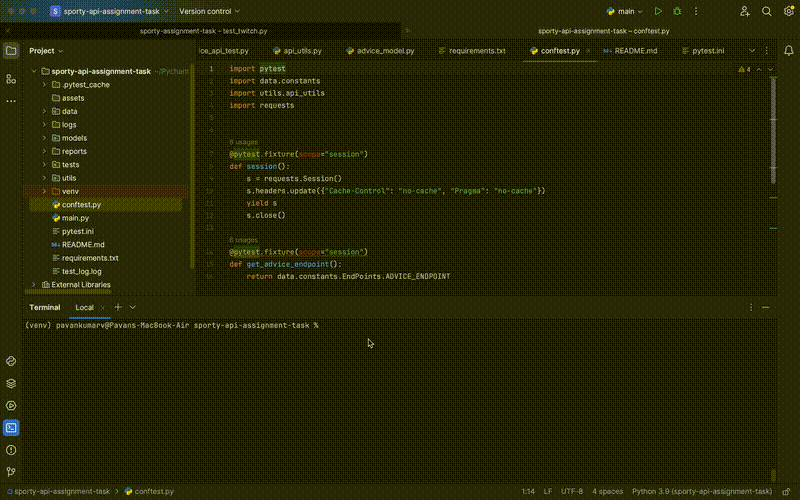 S sporty-api-assignment-task Version control main
sporty-api-assignment-task – test_twitch.py sporty-api-assignment-task – conftest.py
Project
ice_api_test.py api_utils.py advice_model.py requirements.txt conftest.py README.md pytest.ini
sporty-api-assignment-task ~/Pycharm
.pytest_cache
assets
data
logs
models
reports
tests
utils
venv
conftest.py
main.py
pytest.ini
README.md
requirements.txt
test_log.log
External Libraries
4
1 import pytest
2 import data.constants
3 import utils.api_utils
4 import requests
5
6
8 usages
7 @pytest.fixture(scope="session")
8 def session():
9 s = requests.Session()
10 s.headers.update({"Cache-Control": "no-cache", "Pragma": "no-cache"})
11 yield s
12 s.close()
13
6 usages
14 @pytest.fixture(scope="session")
15 def get_advice_endpoint():
16 return data.constants.EndPoints.ADVICE_ENDPOINT
Terminal Local
(venv) pavankumarv@Pavans-MacBook-Air sporty-api-assignment-task %
sporty-api-assignment-task > conftest.py 1:14 LF UTF-8 4 spaces Python 3.9 (sporty-api-assignment-task)